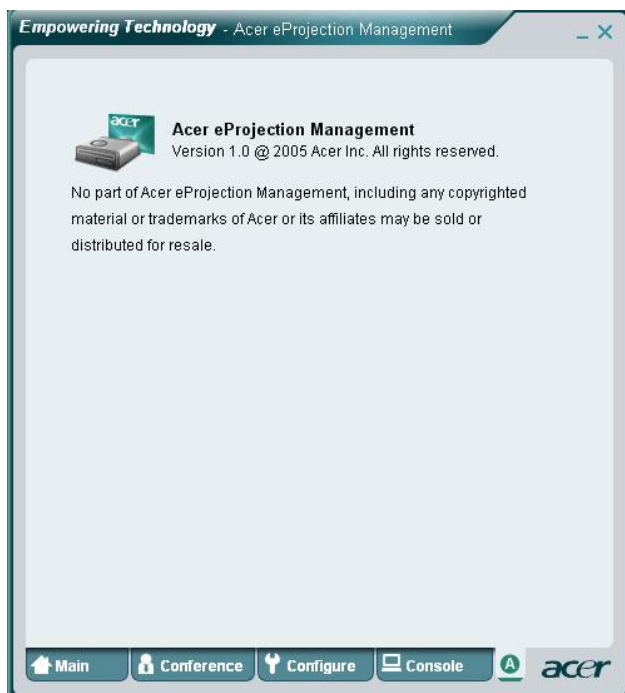 Empowering Technology - Acer eProjection Management
acer
Acer eProjection Management
Version 1.0 @ 2005 Acer Inc. All rights reserved.
No part of Acer eProjection Management, including any copyrighted
material or trademarks of Acer or its affiliates may be sold or
distributed for resale.
Main Conference Configure Console A acer